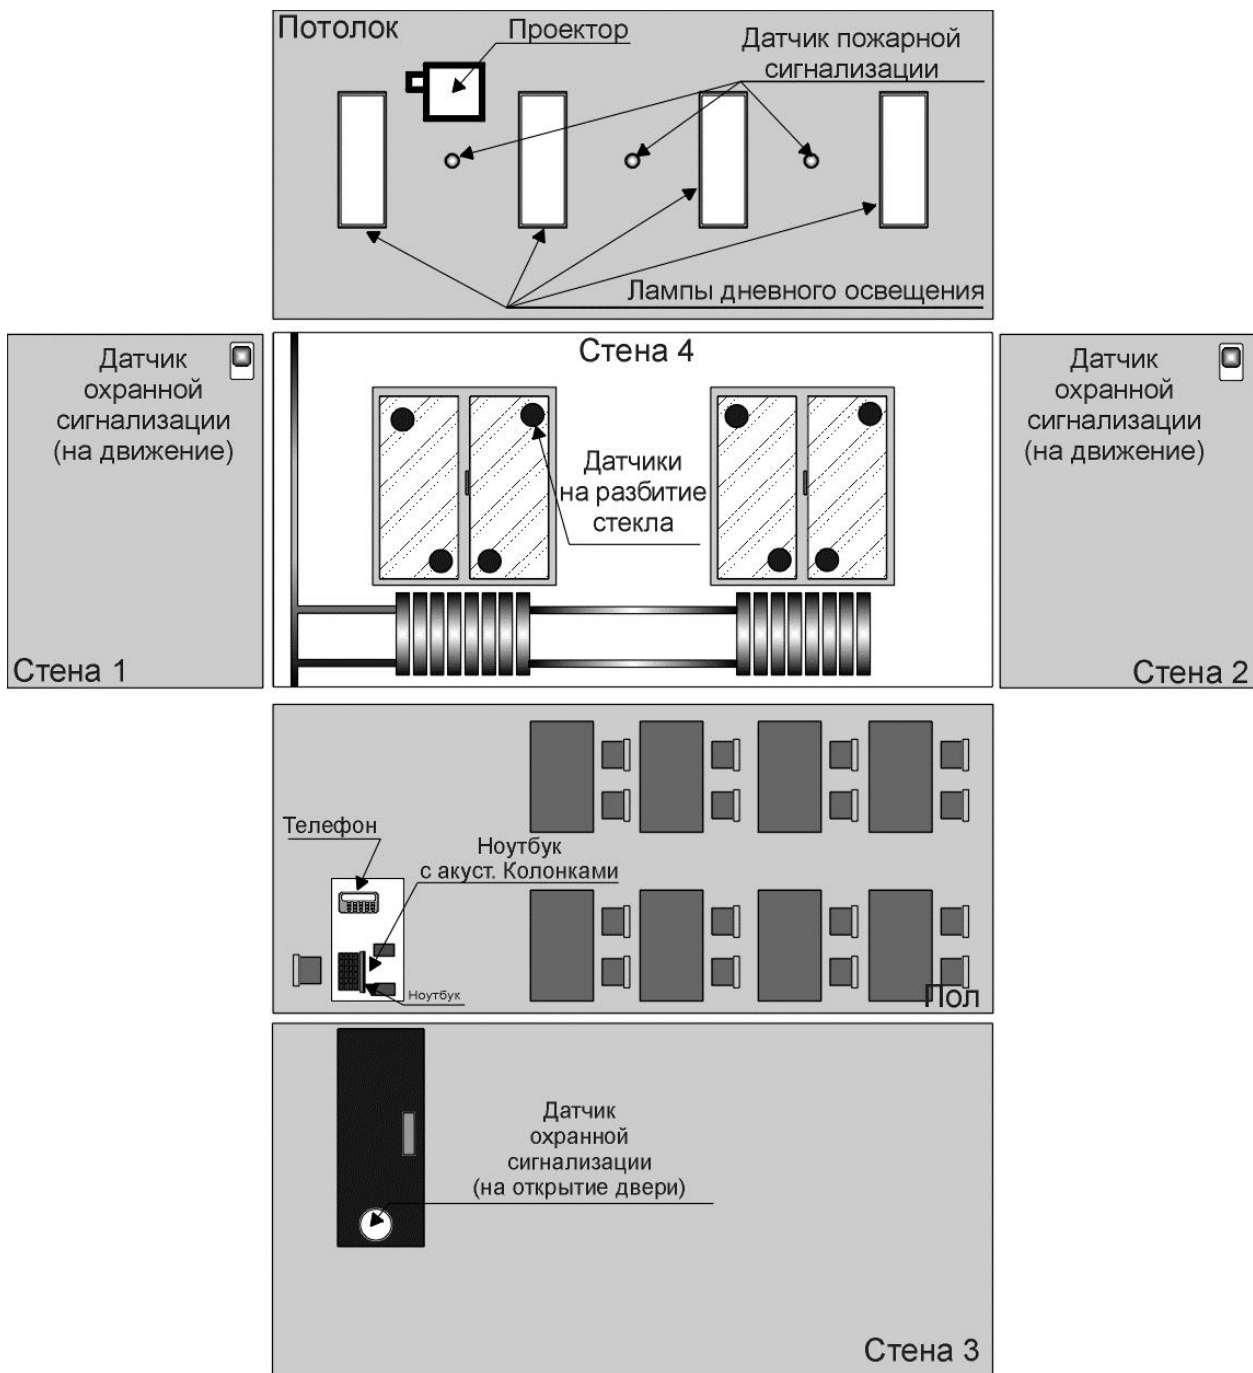 Потолок
Проектор
Датчик пожарной
сигнализации
Лампы дневного освещения
Датчик
охранной
сигнализации
(на движение)
Стена 1
Стена 4
Датчики
на разбитие
стекла
Датчик
охранной
сигнализации
(на движение)
Стена 2
Телефон
Ноутбук
с акуст. Колонками
Ноутбук
Пол
Датчик
охранной
сигнализации
(на открытие двери)
Стена 3